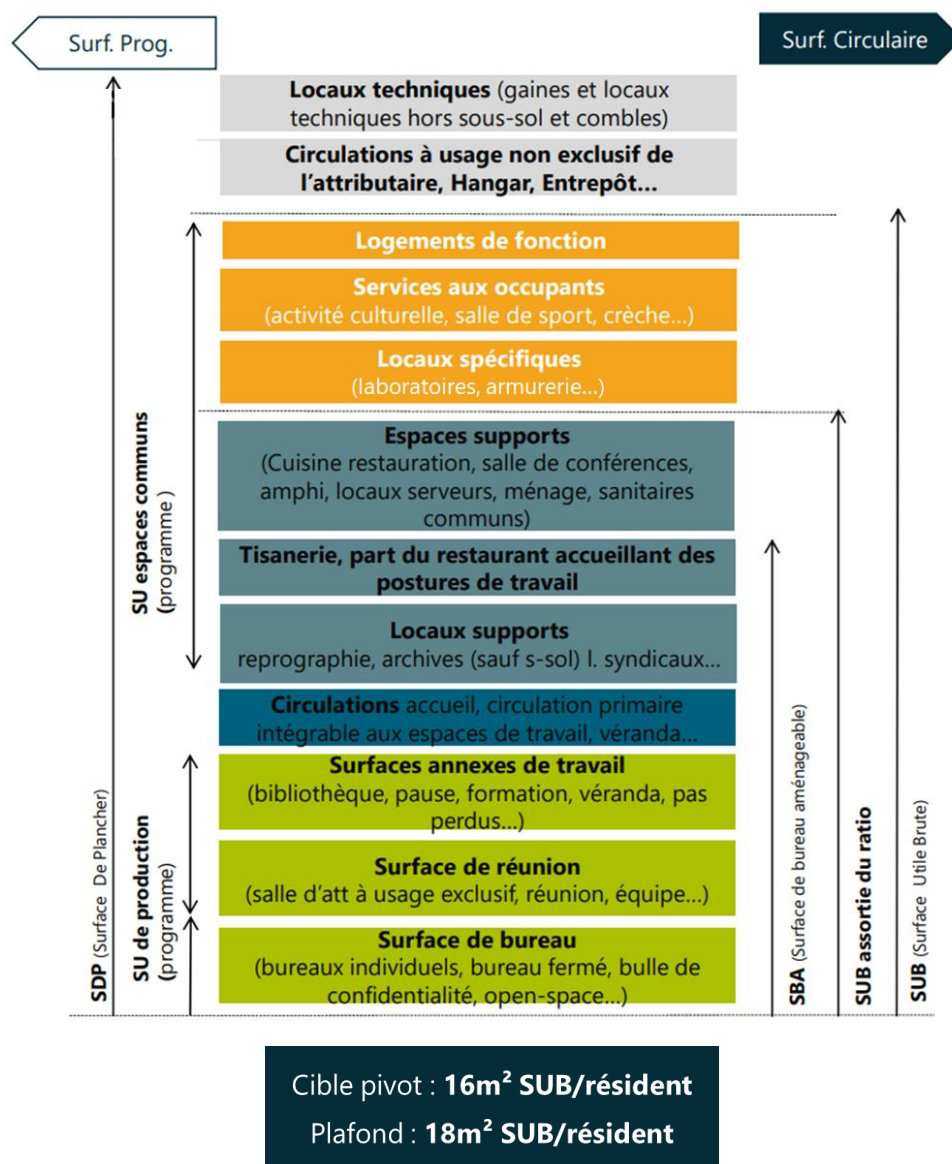 Surf. Prog.
Surf. Circulaire
Locaux techniques (gaines et locaux
techniques hors sous-sol et combles)
Circulations à usage non exclusif de
l'attributaire, Hangar, Entrepôt...
Logements de fonction
Services aux occupants
(activité culturelle, salle de sport, crèche...)
Locaux spécifiques
(laboratoires, armurerie...)
Espaces supports
(Cuisine restauration, salle de conférences,
amphi, locaux serveurs, ménage, sanitaires
communs)
Tisanerie, part du restaurant accueillant des
postures de travail
Locaux supports
reprographie, archives (sauf s-sol) l. syndicaux...
Circulations accueil, circulation primaire
intégrable aux espaces de travail, véranda...
Surfaces annexes de travail
(bibliothèque, pause, formation, véranda, pas
perdus...)
Surface de réunion
(salle d'att à usage exclusif, réunion, équipe...)
Surface de bureau
(bureaux individuels, bureau fermé, bulle de
confidentialité, open-space...)
SDP (Surface De Plancher)
SU espaces communs
(programme )
SU de production
(programme)
SBA (Surface de bureau aménageable)
SUB assortie du ratio
SUB (Surface Utile Brute)
Cible pivot : 16m² SUB/résident
Plafond : 18m² SUB/résident